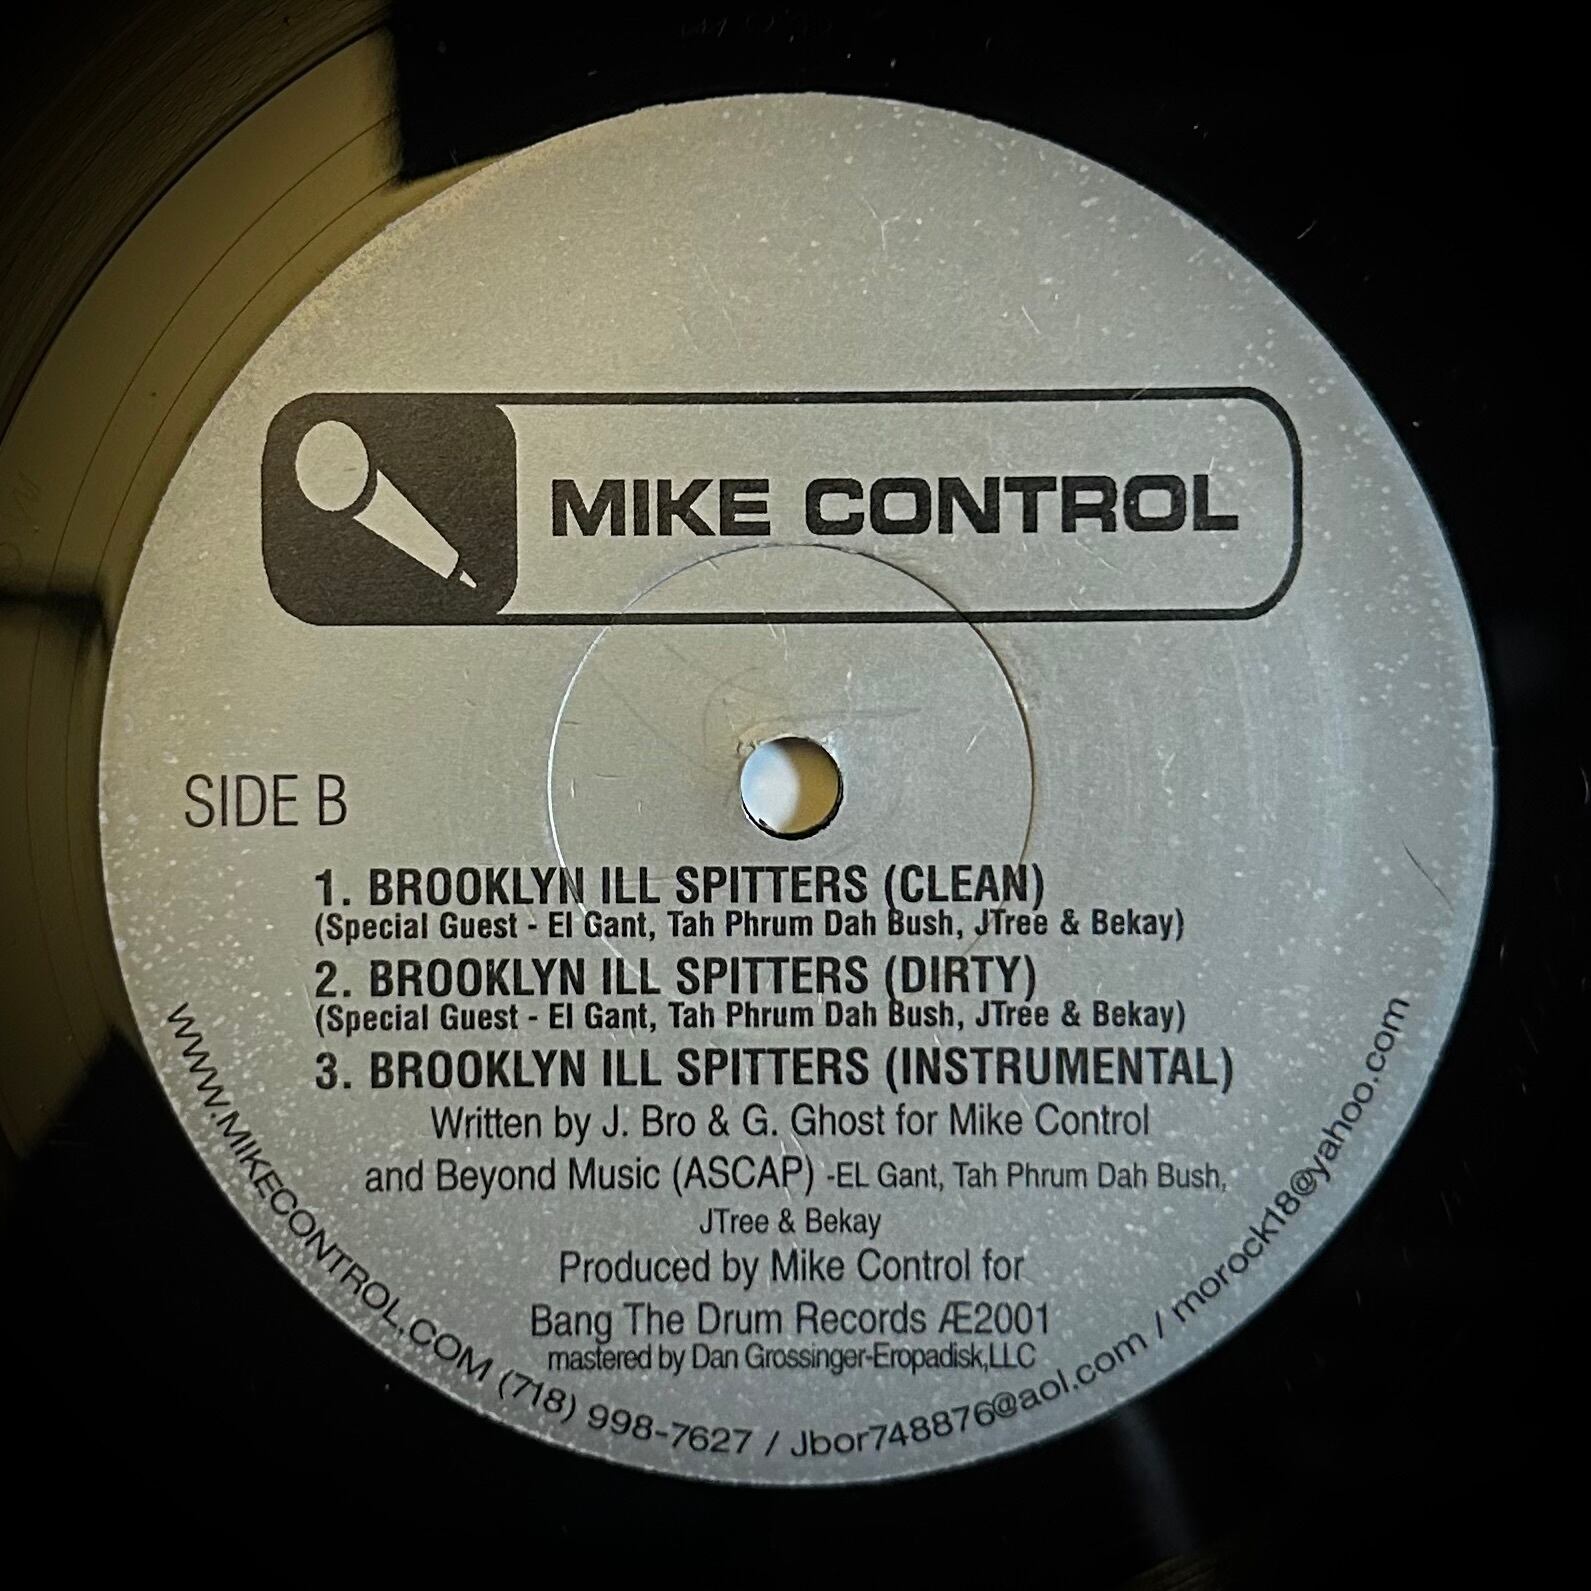 MIKE CONTROL
SIDE B
1. BROOKLYN ILL SPITTERS (CLEAN)
(Special Guest - El Gant, Tah Phrum Dah Bush, JTree & Bekay)
2. BROOKLYN ILL SPITTERS (DIRTY)
(Special Guest - El Gant, Tah Phrum Dah Bush, JTree & Bekay)
3. BROOKLYN ILL SPITTERS (INSTRUMENTAL)
Written by J. Bro & G. Ghost for Mike Control
and Beyond Music (ASCAP) -EL Gant, Tah Phrum Dah Bush,
JTree & Bekay
Produced by Mike Control for
Bang The Drum Records Æ2001
mastered by Dan Grossinger-Eropadisk,LLC
WWW.MIKECONTROL.COM (718) 998-7627 / Jbor748876@aol.com / morock18@yahoo.com